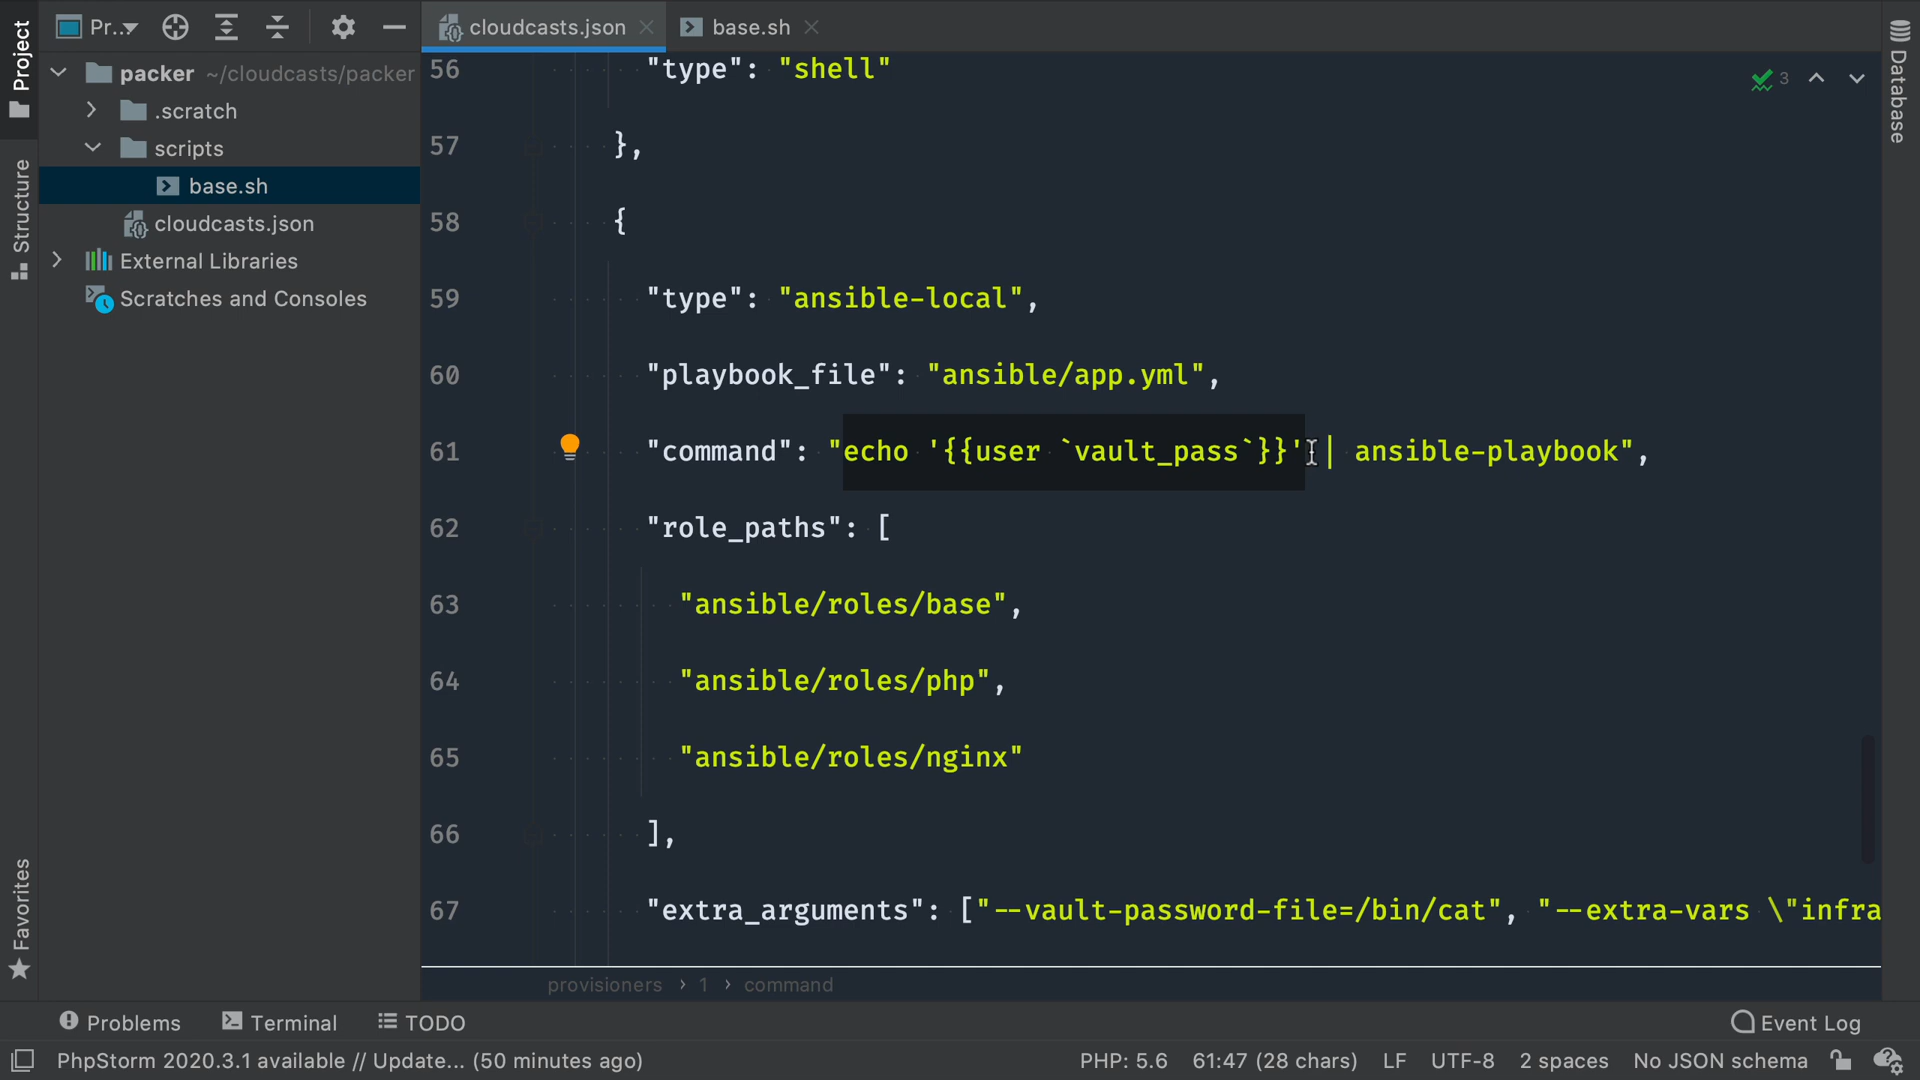 Project
Pr..
cloudcasts.json
base.sh
packer ~/cloudcasts/packer
.scratch
scripts
base.sh
cloudcasts.json
External Libraries
Scratches and Consoles
Structure
Favorites
Database
3
56 "type": "shell"
57 },
58 {
59 "type": "ansible-local",
60 "playbook_file": "ansible/app.yml",
61 "command": "echo '{{user `vault_pass`}}' | ansible-playbook",
62 "role_paths": [
63 "ansible/roles/base",
64 "ansible/roles/php",
65 "ansible/roles/nginx"
66 ],
67 "extra_arguments": ["--vault-password-file=/bin/cat", "--extra-vars \"infra
provisioners › 1 › command
Problems Terminal TODO Event Log
PhpStorm 2020.3.1 available // Update... (50 minutes ago) PHP: 5.6 61:47 (28 chars) LF UTF-8 2 spaces No JSON schema